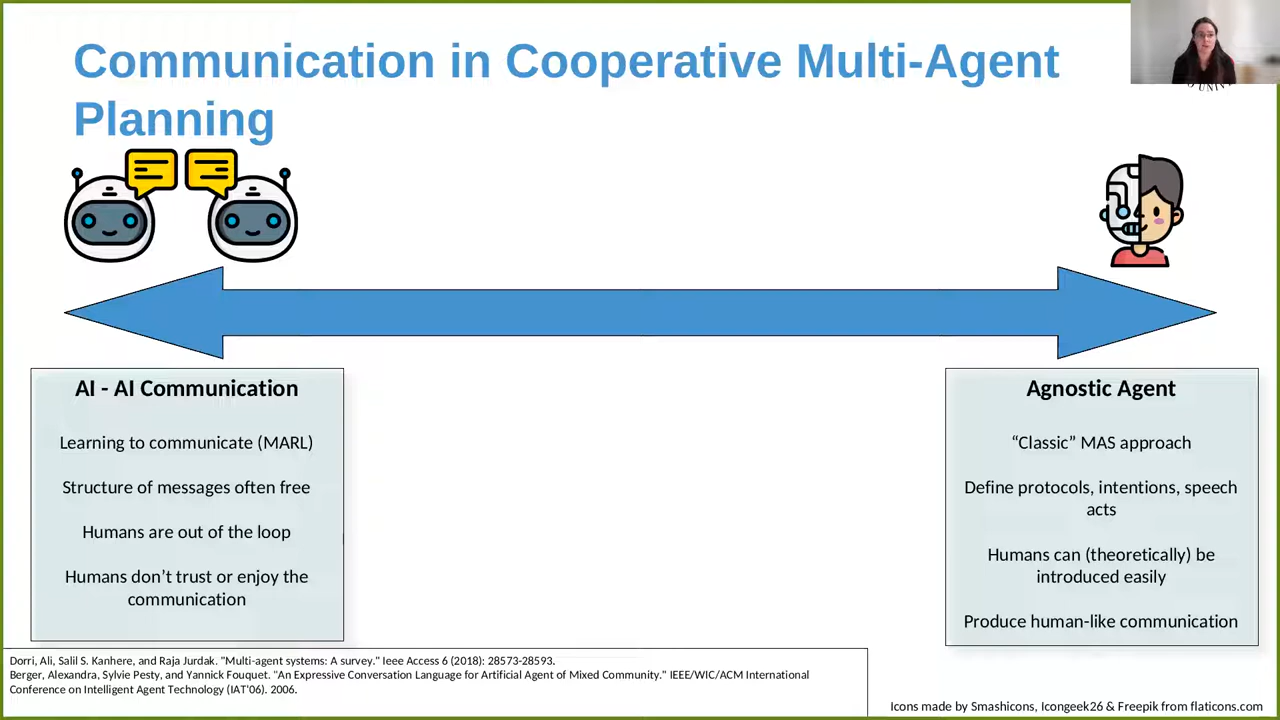 Communication in Cooperative Multi-Agent
Planning
UNIV
AI - AI Communication
Learning to communicate (MARL)
Structure of messages often free
Humans are out of the loop
Humans don’t trust or enjoy the
communication
Agnostic Agent
“Classic” MAS approach
Define protocols, intentions, speech
acts
Humans can (theoretically) be
introduced easily
Produce human-like communication
Dorri, Ali, Salil S. Kanhere, and Raja Jurdak. "Multi-agent systems: A survey." Ieee Access 6 (2018): 28573-28593.
Berger, Alexandra, Sylvie Pesty, and Yannick Fouquet. "An Expressive Conversation Language for Artificial Agent of Mixed Community." IEEE/WIC/ACM International
Conference on Intelligent Agent Technology (IAT'06). 2006.
Icons made by Smashicons, Icongeek26 & Freepik from flaticons.com